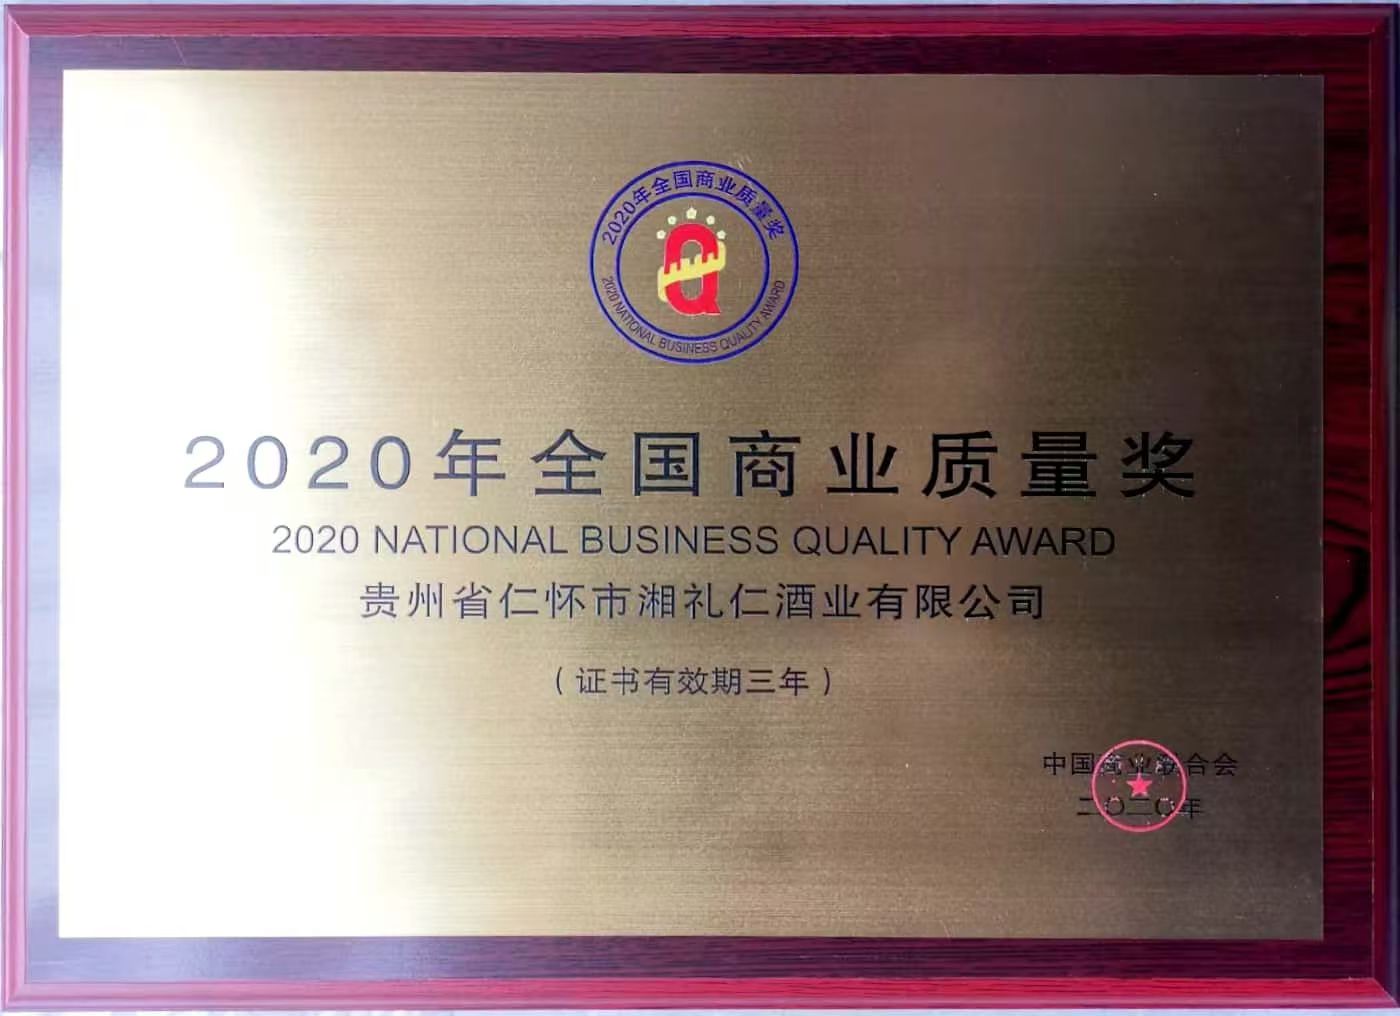 2020年全国商业质量奖
2020 NATIONAL BUSINESS QUALITY AWARD
2020年全国商业质量奖
2020 NATIONAL BUSINESS QUALITY AWARD
贵州省仁怀市湘礼仁酒业有限公司
（证书有效期三年）
中国商业联合会
二〇二〇年